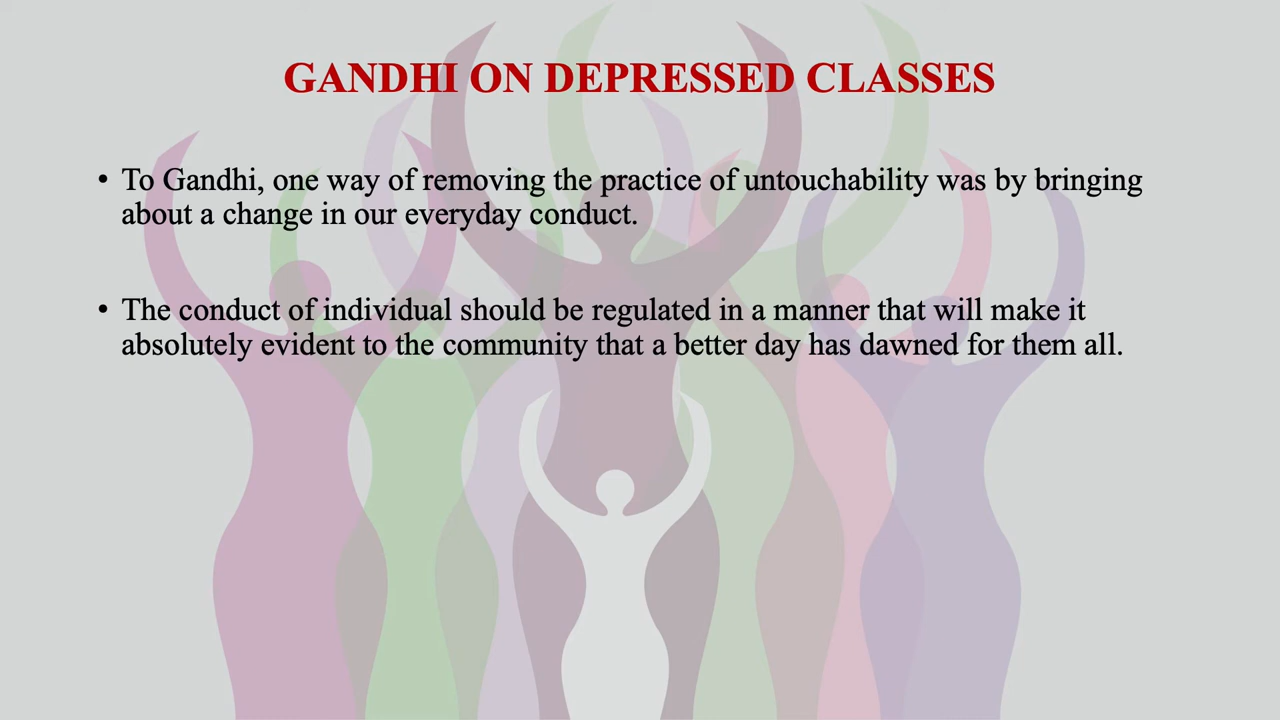 GANDHI ON DEPRESSED CLASSES
• To Gandhi, one way of removing the practice of untouchability was by bringing
about a change in our everyday conduct.
• The conduct of individual should be regulated in a manner that will make it
absolutely evident to the community that a better day has dawned for them all.